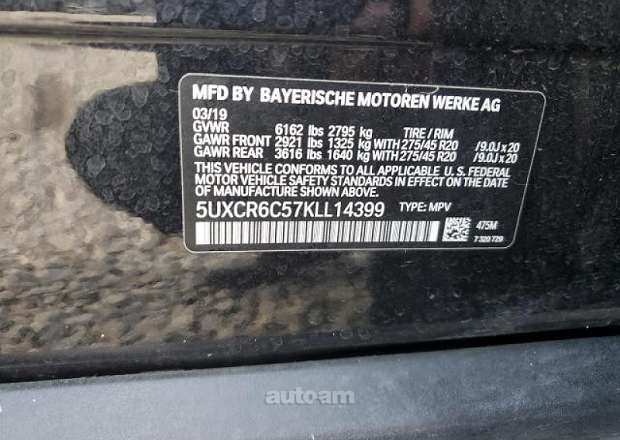 MFD BY BAYERISCHE MOTOREN WERKE AG
03/19
GVWR 6162 lbs 2795 kg TIRE / RIM
GAWR FRONT 2921 lbs 1325 kg WITH 275/45 R20 /9.0J x 20
GAWR REAR 3616 lbs 1640 kg WITH 275/45 R20 /9.0J x 20
THIS VEHICLE CONFORMS TO ALL APPLICABLE U.S. FEDERAL
MOTOR VEHICLE SAFETY STANDARDS IN EFFECT ON THE
DATE OF MANUFACTURE SHOWN ABOVE.
5UXCR6C57KLL14399 TYPE: MPV
475M
7 320 729
auto.am